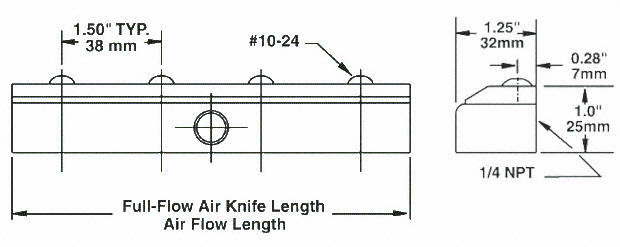 1.50" TYP.
38 mm
#10-24
1.25"
32mm
0.28"
7mm
1.0"
25mm
1/4 NPT
Full-Flow Air Knife Length
Air Flow Length